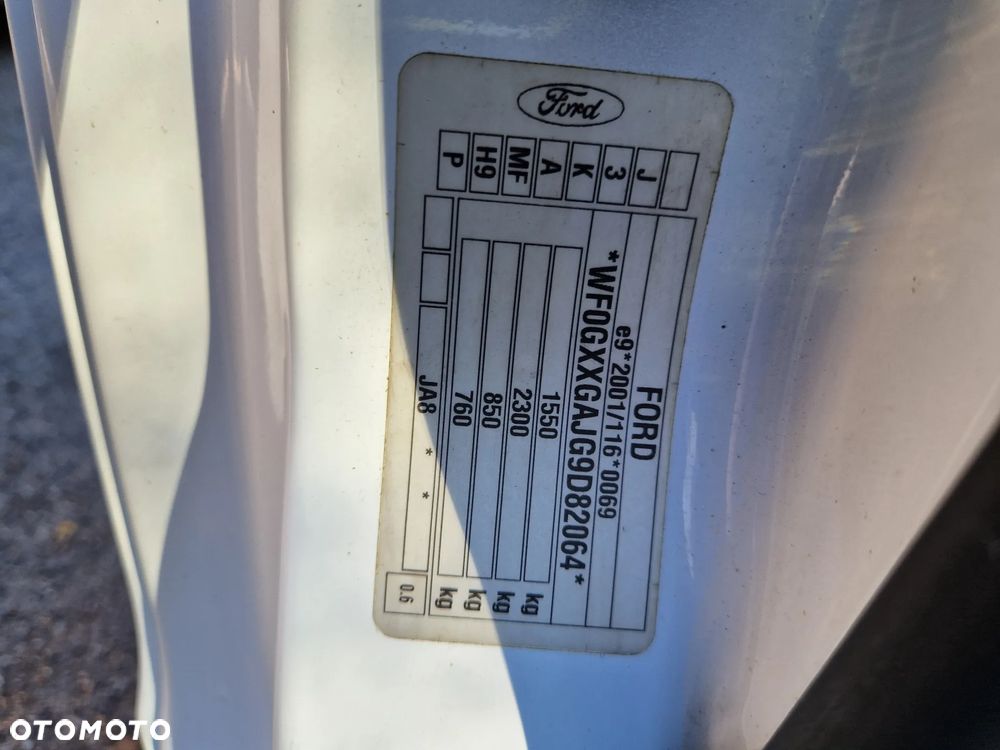 Ford
FORD
e9*2001/116*0069
*WF0GXXGAJG9D82064*
J
3
K
A
MF
H9
P
1550 kg
2300 kg
850 kg
760 kg
JA8 * *
0.6
OTOMOTO